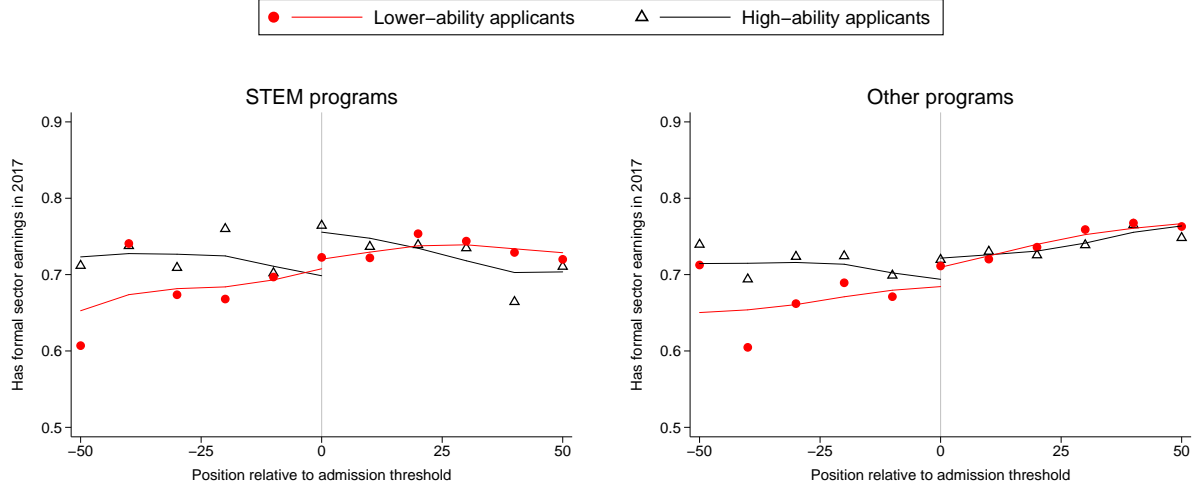 Lower−ability applicants
High−ability applicants
STEM programs
Has formal sector earnings in 2017
0.9
0.8
0.7
0.6
0.5
−50
−25
0
25
50
Position relative to admission threshold
Other programs
Has formal sector earnings in 2017
0.9
0.8
0.7
0.6
0.5
−50
−25
0
25
50
Position relative to admission threshold